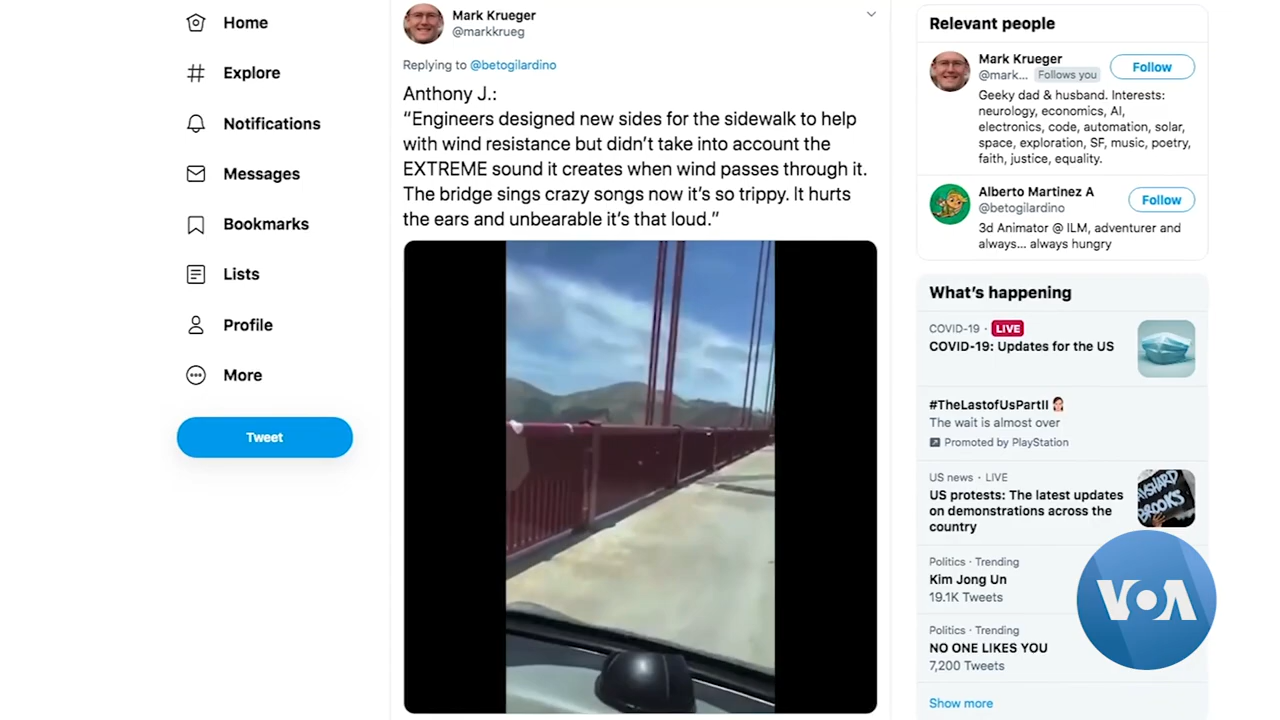 Home
Explore
Notifications
Messages
Bookmarks
Lists
Profile
More
Tweet
Mark Krueger
@markkrueg
Replying to @betogilardino
Anthony J.:
“Engineers designed new sides for the sidewalk to help
with wind resistance but didn’t take into account the
EXTREME sound it creates when wind passes through it.
The bridge sings crazy songs now it’s so trippy. It hurts
the ears and unbearable it’s that loud.”
Relevant people
Mark Krueger
@mark... Follows you
Follow
Geeky dad & husband. Interests:
neurology, economics, AI,
electronics, code, automation, solar,
space, exploration, SF, music, poetry,
faith, justice, equality.
Alberto Martinez A
@betogilardino
Follow
3d Animator @ ILM, adventurer and
always... always hungry
What’s happening
COVID-19 · LIVE
COVID-19: Updates for the US
#TheLastofUsPartII
The wait is almost over
Promoted by PlayStation
US news · LIVE
US protests: The latest updates
on demonstrations across the
country
AYSHARD
BROOKS
Politics · Trending
Kim Jong Un
19.1K Tweets
Politics · Trending
NO ONE LIKES YOU
7,200 Tweets
Show more
VOA